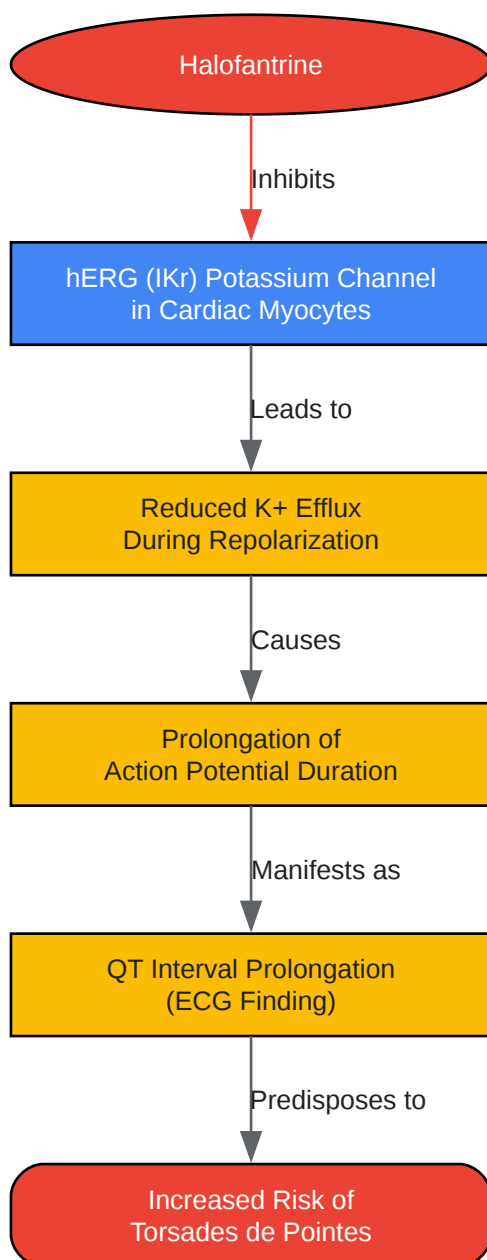 Halofantrine
Inhibits
hERG (IKr) Potassium Channel
in Cardiac Myocytes
Leads to
Reduced K+ Efflux
During Repolarization
Causes
Prolongation of
Action Potential Duration
Manifests as
QT Interval Prolongation
(ECG Finding)
Predisposes to
Increased Risk of
Torsades de Pointes